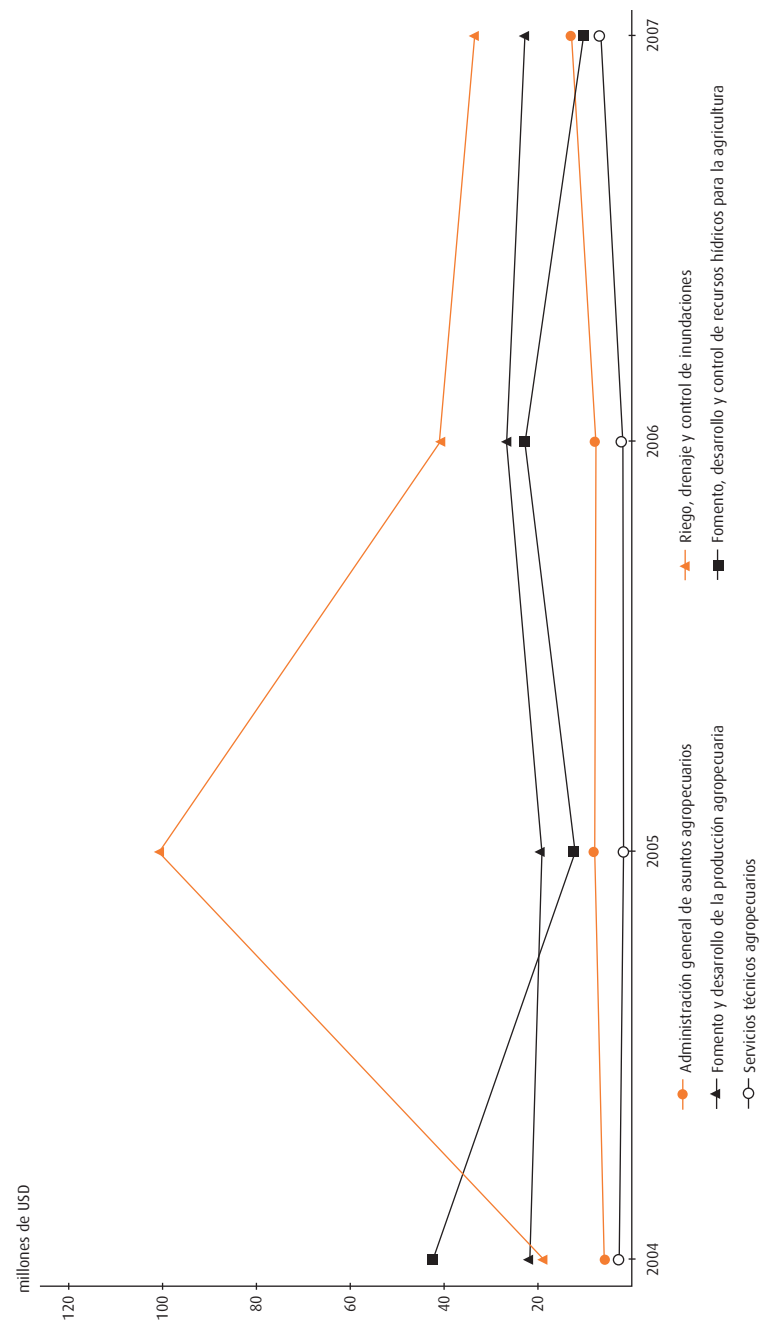 millones de USD
120
100
80
60
40
20
2004
2005
2006
2007
Administración general de asuntos agropecuarios
Riego, drenaje y control de inundaciones
Fomento y desarrollo de la producción agropecuaria
Fomento, desarrollo y control de recursos hídricos para la agricultura
Servicios técnicos agropecuarios